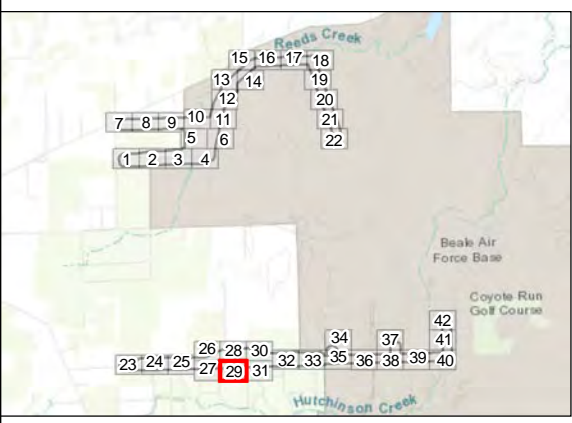 Reeds Creek
15 16 17 18
13 14 19
12 20
7 8 9 10 11 21
5 6 22
1 2 3 4
Beale Air
Force Base
Coyote Run
Golf Course
42
34 37 41
26 28 30
23 24 25 27 29 31 32 33 35 36 38 39 40
Hutchinson Creek